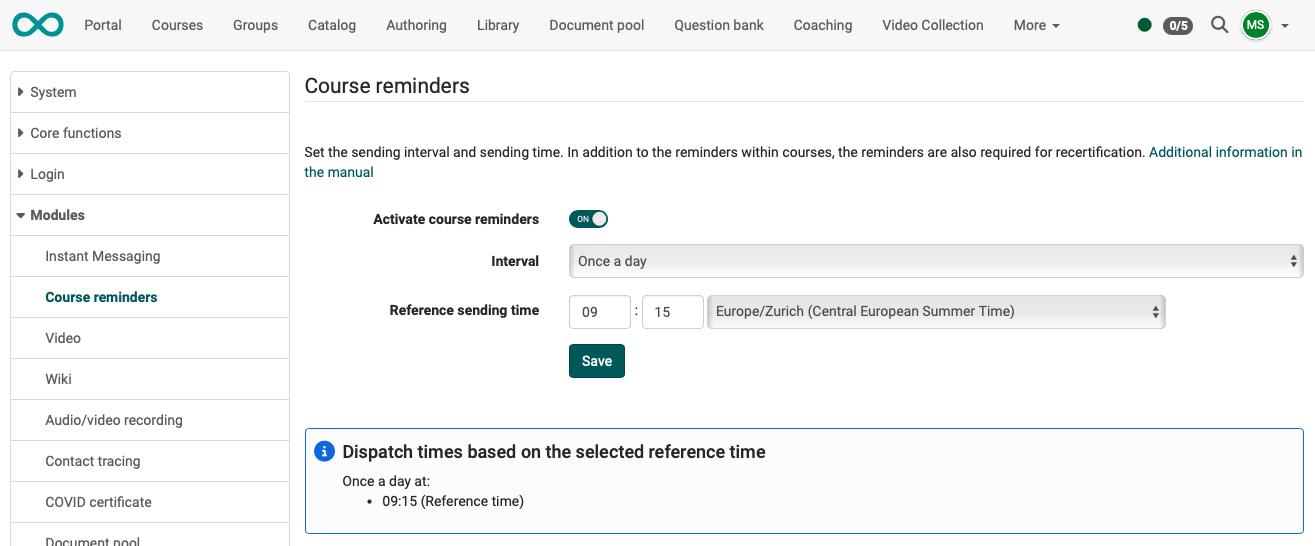 Portal Courses Groups Catalog Authoring Library Document pool Question bank Coaching Video Collection More 0/5 MS
System
Core functions
Login
Modules
Instant Messaging
Course reminders
Video
Wiki
Audio/video recording
Contact tracing
COVID certificate
Document pool
Course reminders
Set the sending interval and sending time. In addition to the reminders within courses, the reminders are also required for recertification. Additional information in
the manual
Activate course reminders ON
Interval Once a day
Reference sending time 09 : 15 Europe/Zurich (Central European Summer Time)
Save
Dispatch times based on the selected reference time
Once a day at:
• 09:15 (Reference time)